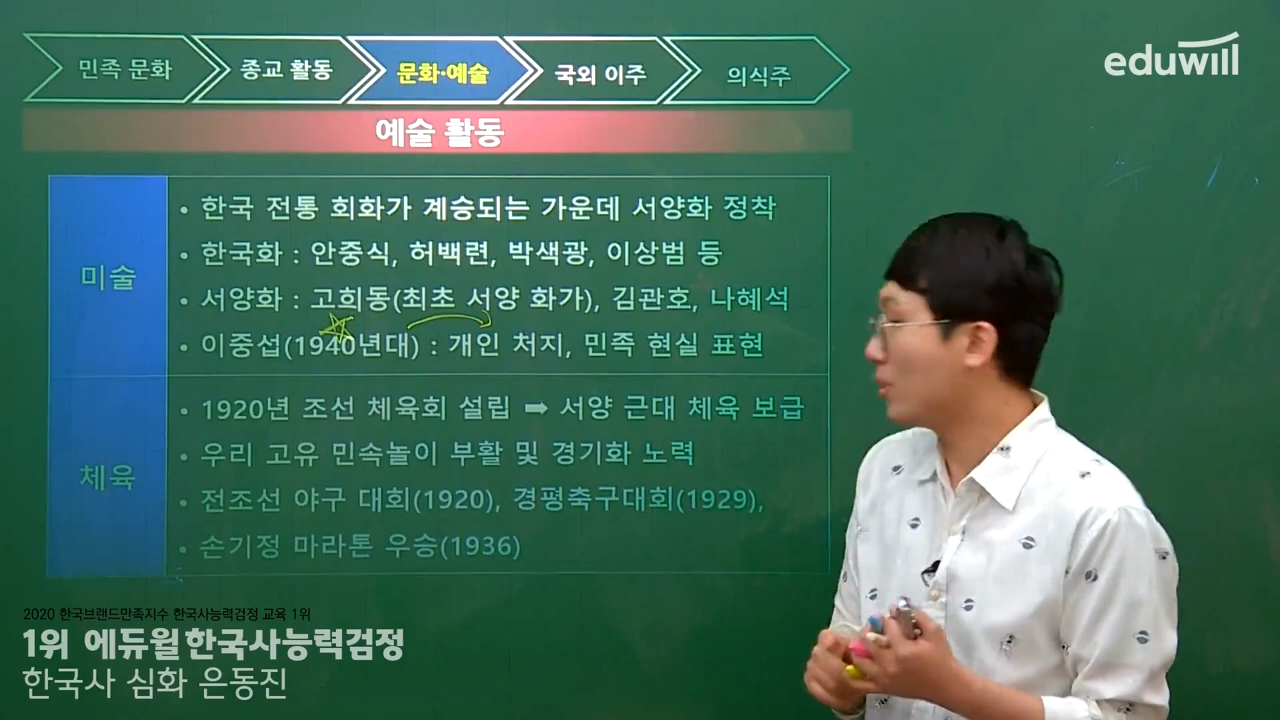 민족 문화
종교 활동
문화·예술
국외 이주
의식주
eduwill
예술 활동
미술
• 한국 전통 회화가 계승되는 가운데 서양화 정착
• 한국화 : 안중식, 허백련, 박색광, 이상범 등
• 서양화 : 고희동(최초 서양 화가), 김관호, 나혜석
• 이중섭(1940년대) : 개인 처지, 민족 현실 표현
체육
• 1920년 조선 체육회 설립 ➡ 서양 근대 체육 보급
• 우리 고유 민속놀이 부활 및 경기화 노력
• 전조선 야구 대회(1920), 경평축구대회(1929),
• 손기정 마라톤 우승(1936)
2020 한국브랜드만족지수 한국사능력검정 교육 1위
1위 에듀윌한국사능력검정
한국사 심화 은동진